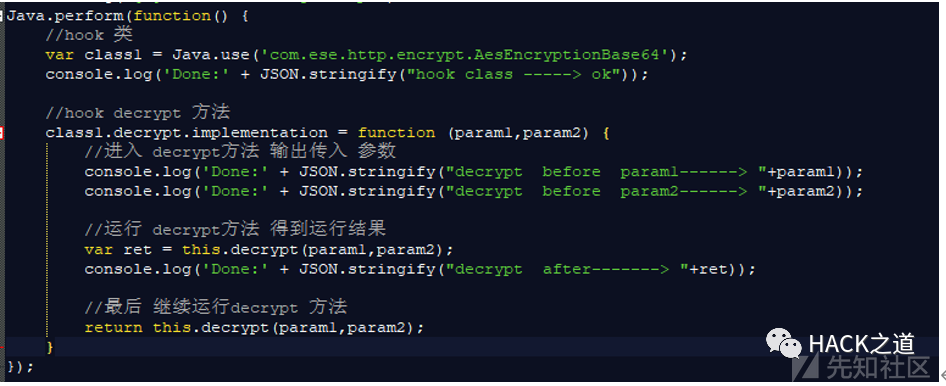 Java.perform(function() {
//hook 类
var class1 = Java.use('com.ese.http.encrypt.AesEncryptionBase64');
console.log('Done:' + JSON.stringify("hook class -----> ok"));
//hook decrypt 方法
class1.decrypt.implementation = function (param1,param2) {
//进入 decrypt方法 输出传入 参数
console.log('Done:' + JSON.stringify("decrypt  before  param1------> "+param1));
console.log('Done:' + JSON.stringify("decrypt  before  param2------> "+param2));
//运行 decrypt方法 得到运行结果
var ret = this.decrypt(param1,param2);
console.log('Done:' + JSON.stringify("decrypt  after-------> "+ret));
//最后 继续运行decrypt 方法
return this.decrypt(param1,param2);
}
});
HACK之道
先知社区